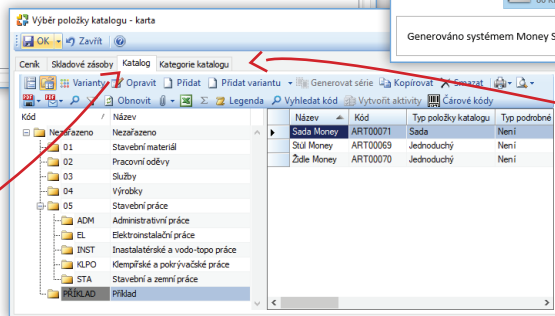 Výběr položky katalogu - karta
60 K
OK Zavřít
Generováno systémem Money S
Ceník Skladové zásoby Katalog Kategorie katalogu
Varianty Opravit Přidat Přidat variantu Generovat série Kopírovat Smazat
Obnovit Legenda Vyhledat kód Vytvořit aktivity Čárové kódy
Kód Název
Název Kód Typ položky katalogu Typ podrobné
Nezařazeno Nezařazeno
Sada Money ART00071 Sada Není
01 Stavební materiál
Stůl Money ART00069 Jednoduchý Není
02 Pracovní oděvy
Židle Money ART00070 Jednoduchý Není
03 Služby
04 Výrobky
05 Stavební práce
ADM Administrativní práce
EL Elektroinstalační práce
INST Inastalatérské a vodo-topo práce
KLPO Klempířské a pokrývačské práce
STA Stavební a zemní práce
PŘÍKLAD Příklad